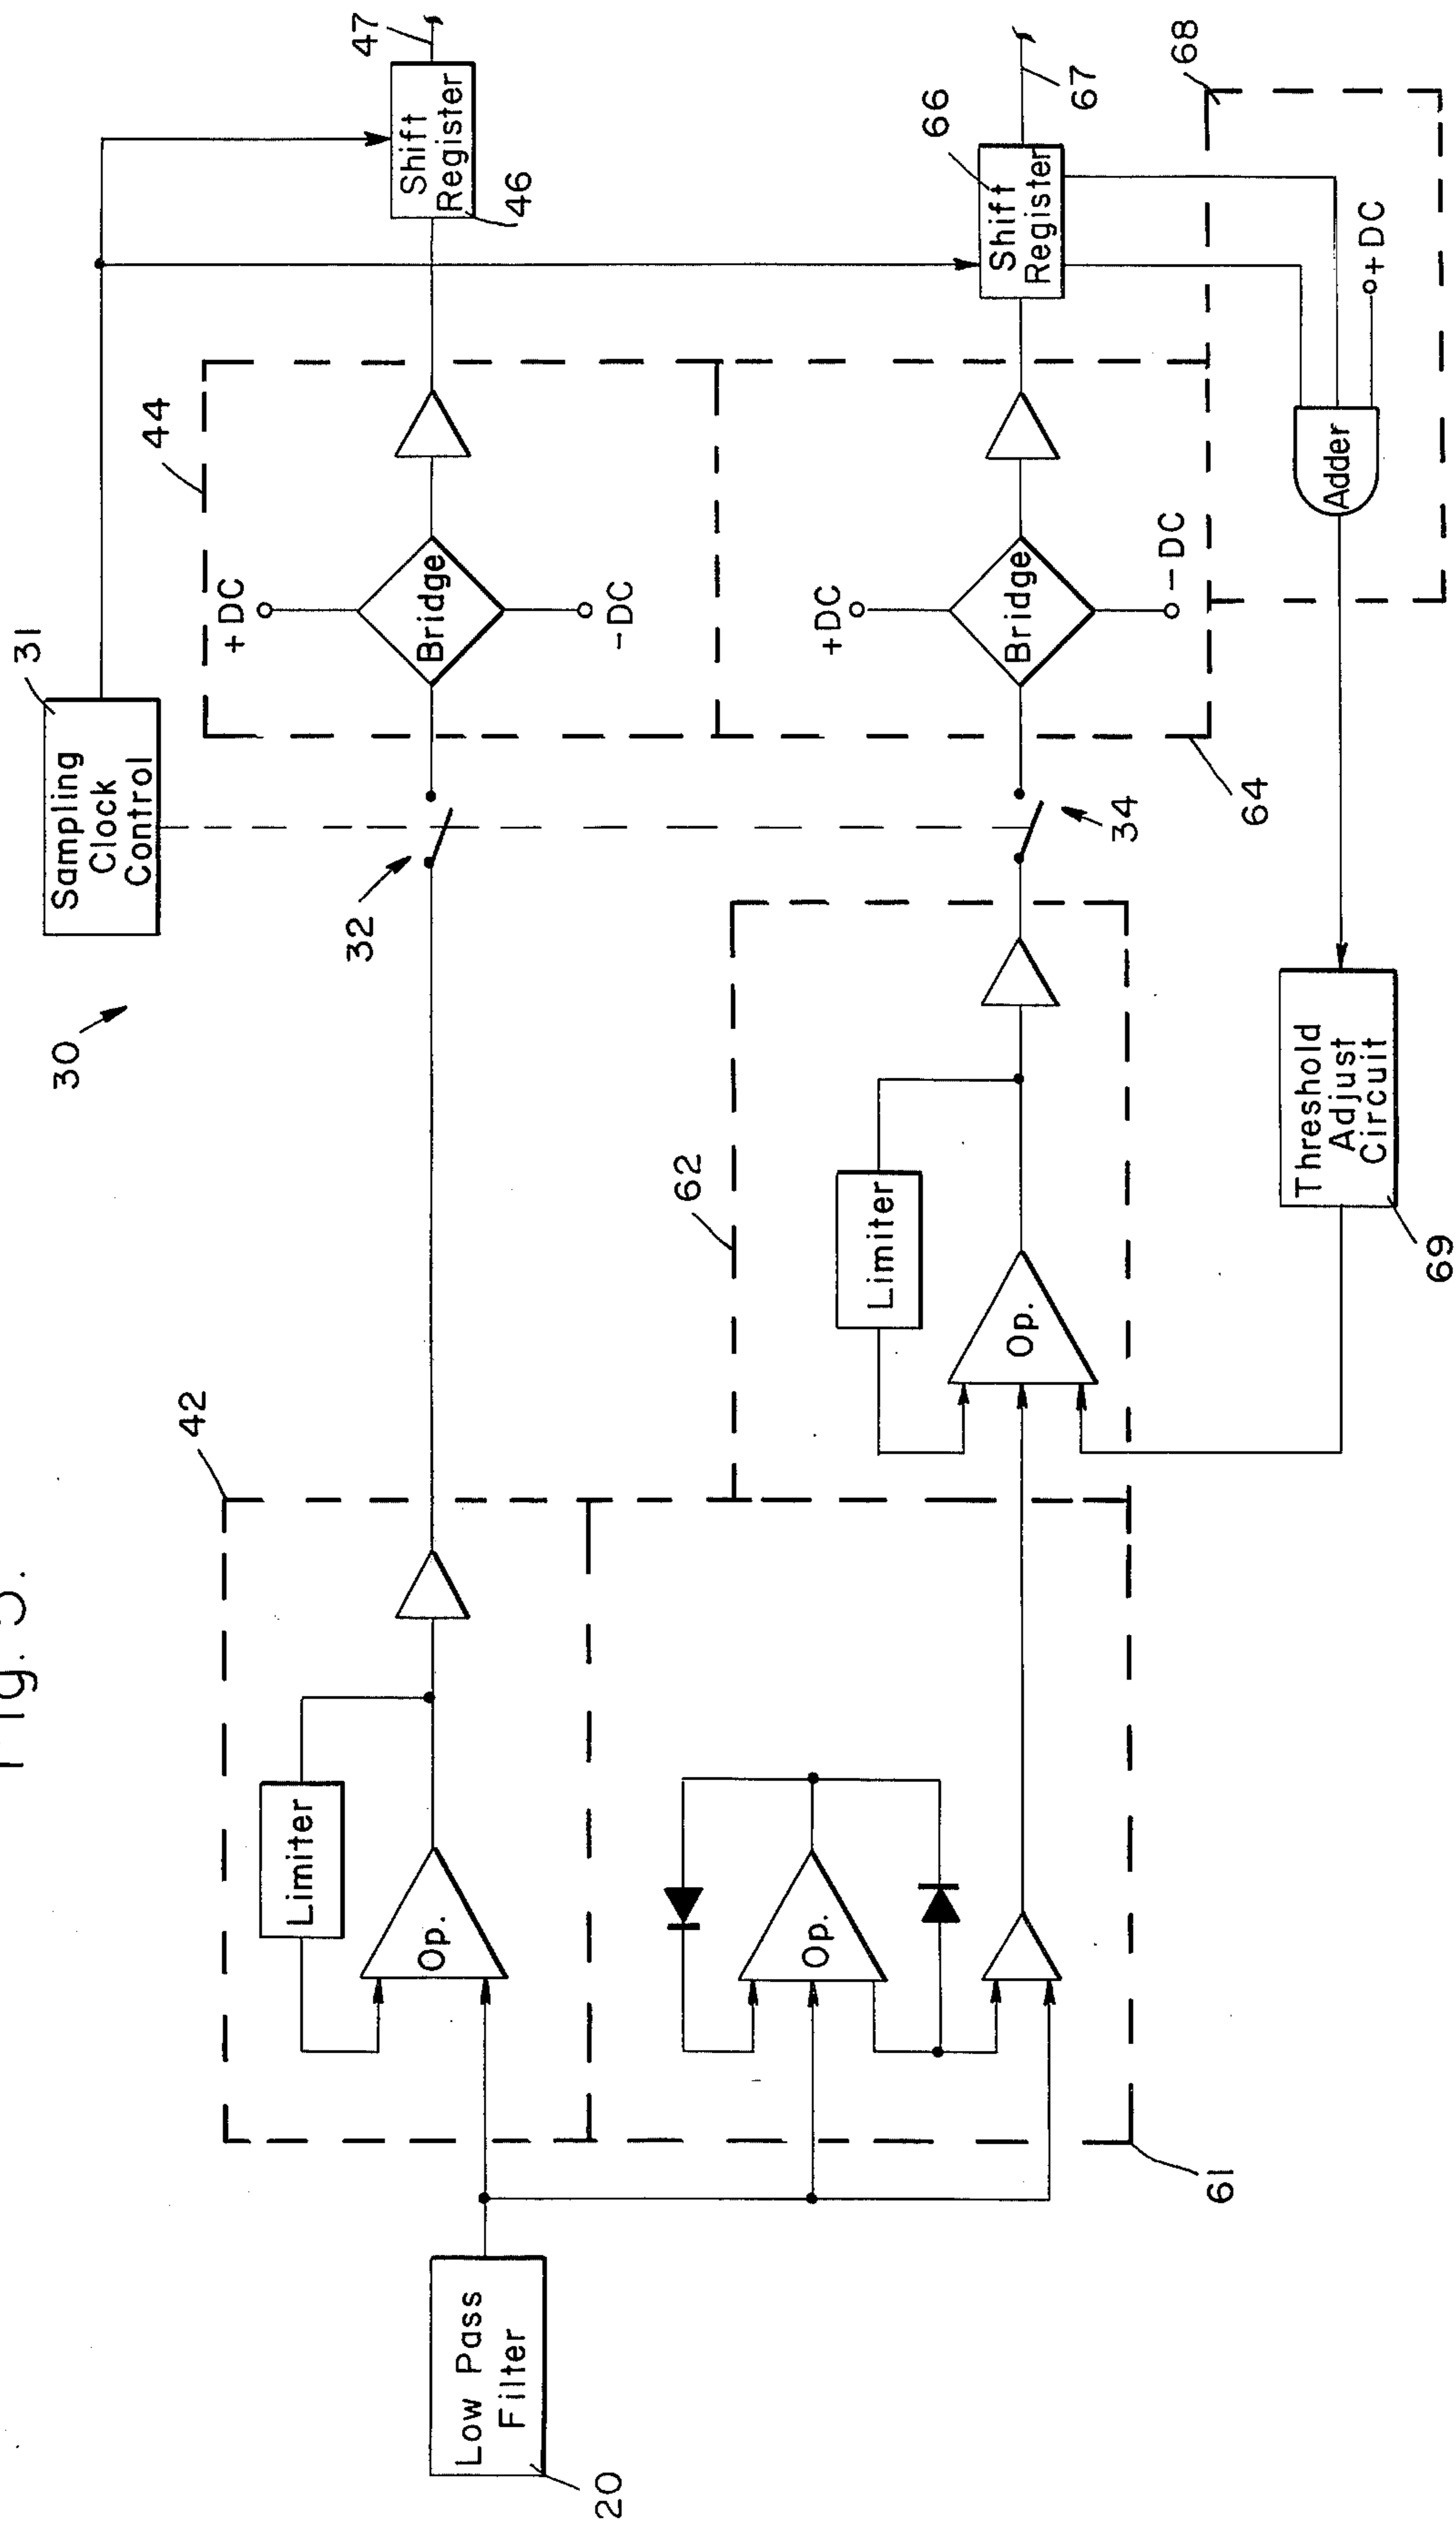 30
Sampling
Clock
Control
31
47
Shift
Register
46
44
+DC
Bridge
-DC
32
42
Limiter
Op.
Low Pass
Filter
20
61
Op.
62
Limiter
Op.
34
+DC
Bridge
-DC
64
66
Shift
Register
67
68
+DC
Adder
Threshold
Adjust
Circuit
69